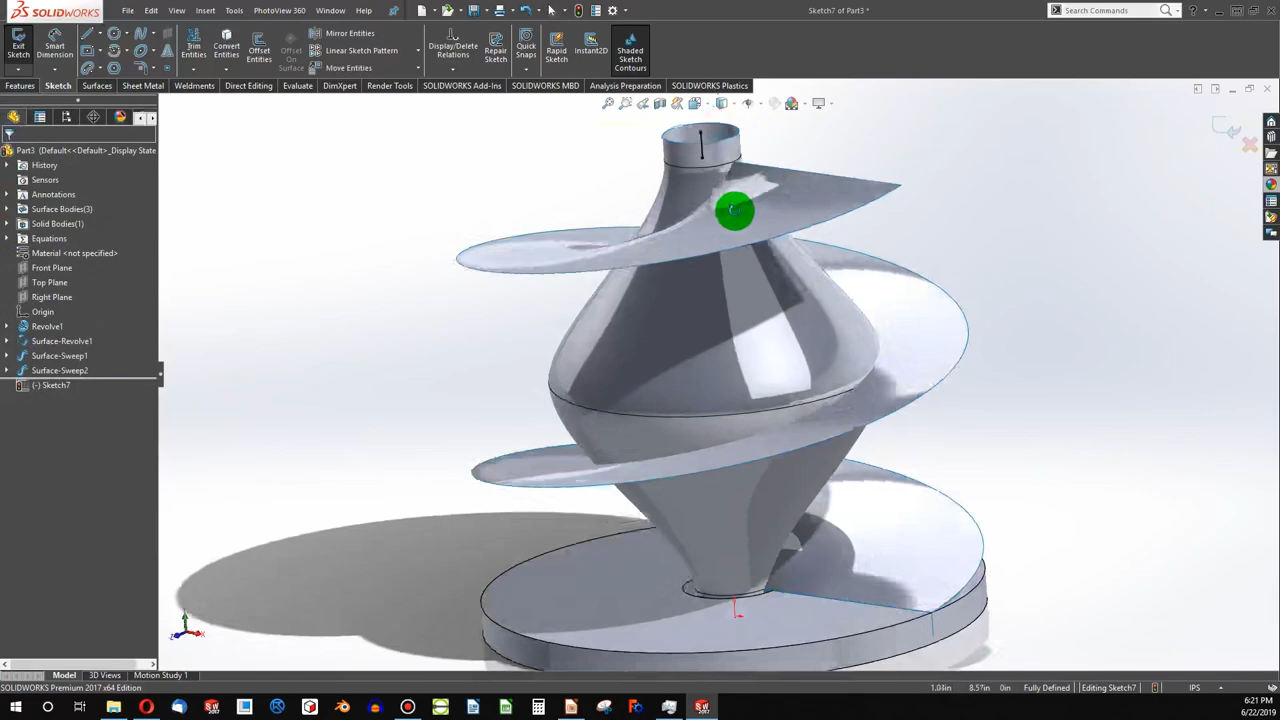 SOLIDWORKS File Edit View Insert Tools PhotoView 360 Window Help
Sketch7 of Part3 *
Search Commands
Exit Sketch
Smart Dimension
Trim Entities
Convert Entities
Offset Entities
Offset On Surface
Mirror Entities
Linear Sketch Pattern
Move Entities
Display/Delete Relations
Repair Sketch
Quick Snaps
Rapid Sketch
Instant2D
Shaded Sketch Contours
Features Sketch Surfaces Sheet Metal Weldments Direct Editing Evaluate DimXpert Render Tools SOLIDWORKS Add-Ins SOLIDWORKS MBD Analysis Preparation SOLIDWORKS Plastics
Part3 (Default<<Default>_Display State
History
Sensors
Annotations
Surface Bodies(3)
Solid Bodies(1)
Equations
Material <not specified>
Front Plane
Top Plane
Right Plane
Origin
Revolve1
Surface-Revolve1
Surface-Sweep1
Surface-Sweep2
(-) Sketch7
Model 3D Views Motion Study 1
SOLIDWORKS Premium 2017 x64 Edition
8.57in 0in Fully Defined Editing Sketch7 IPS
6:21 PM
6/22/2019